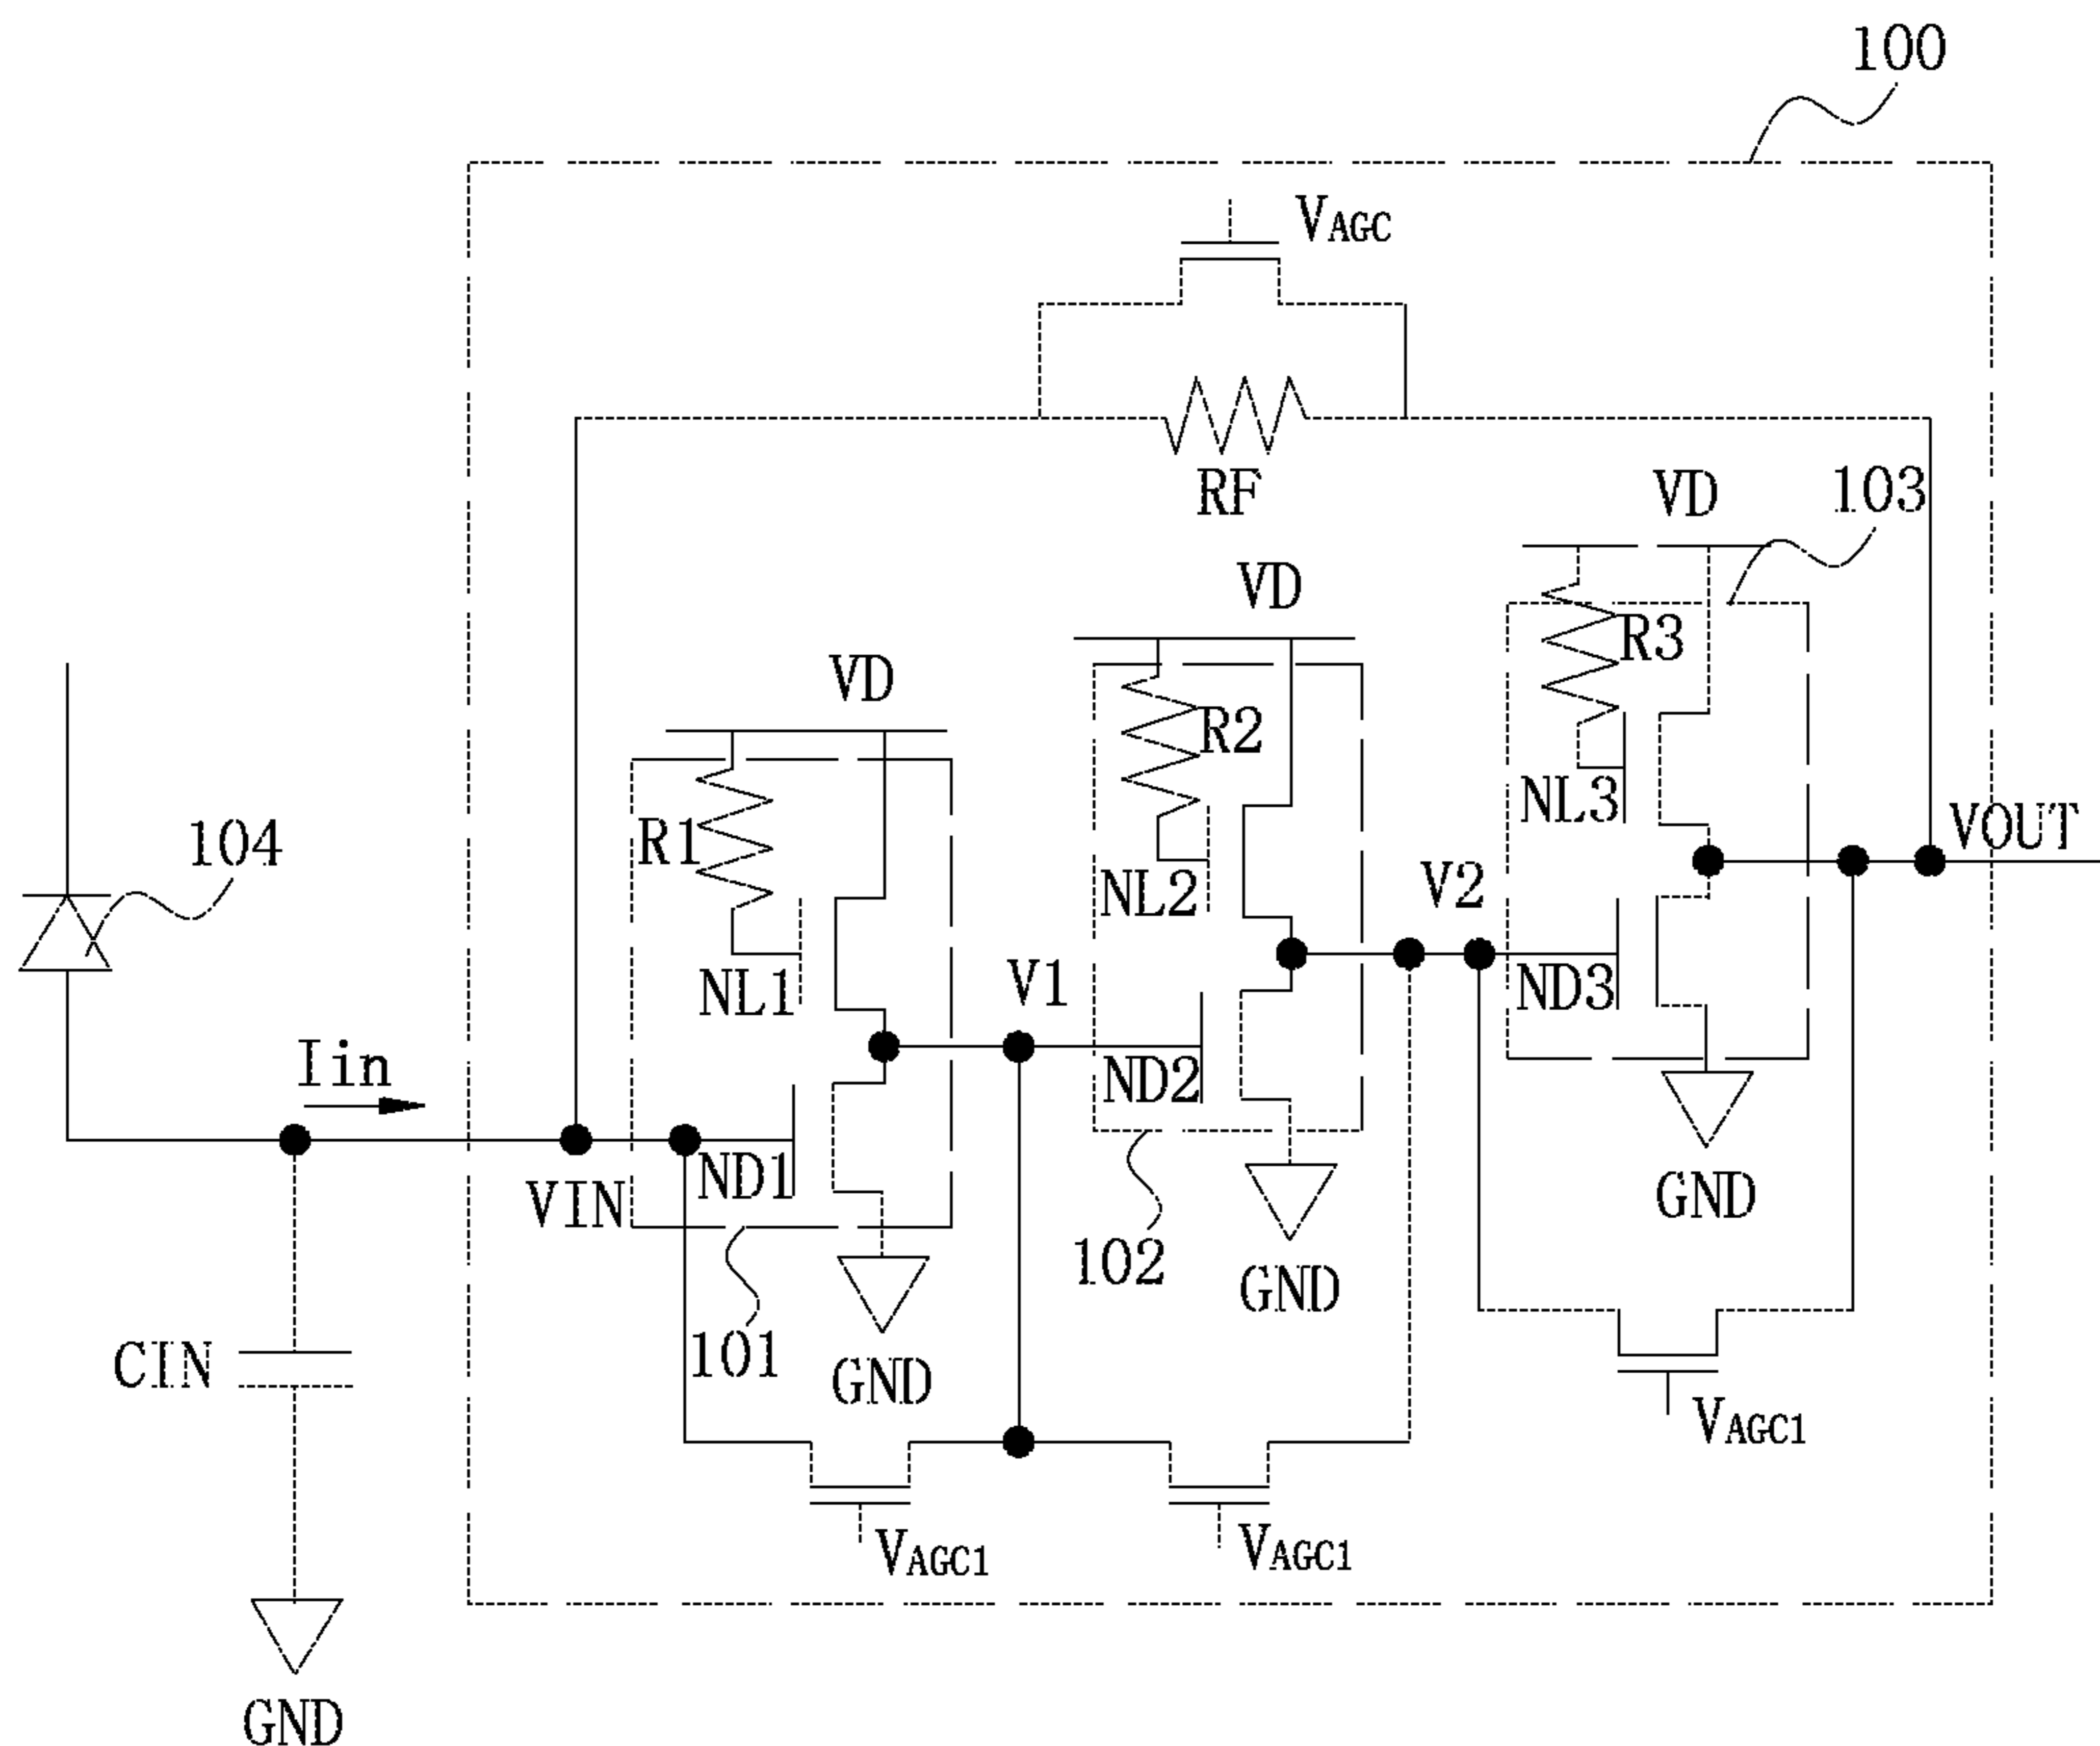 100
VAGC
RF
VD
103
VD
R3
VD
R2
R1
NL3
VOUT
104
NL2
V2
NL1
V1
ND3
Iin
ND2
ND1
VIN
GND
102
GND
CIN
101
GND
VAGC1
VAGC1
VAGC1
GND